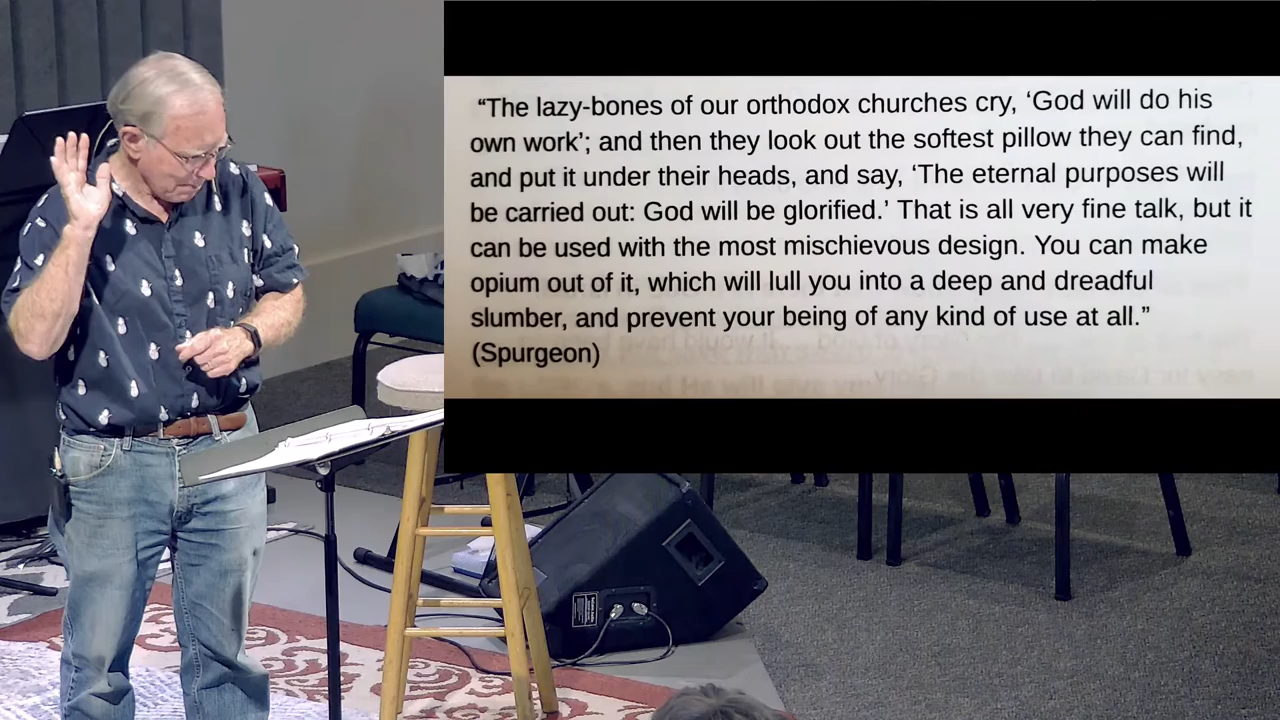 “The lazy-bones of our orthodox churches cry, ‘God will do his
own work’; and then they look out the softest pillow they can find,
and put it under their heads, and say, ‘The eternal purposes will
be carried out: God will be glorified.’ That is all very fine talk, but it
can be used with the most mischievous design. You can make
opium out of it, which will lull you into a deep and dreadful
slumber, and prevent your being of any kind of use at all.”
(Spurgeon)